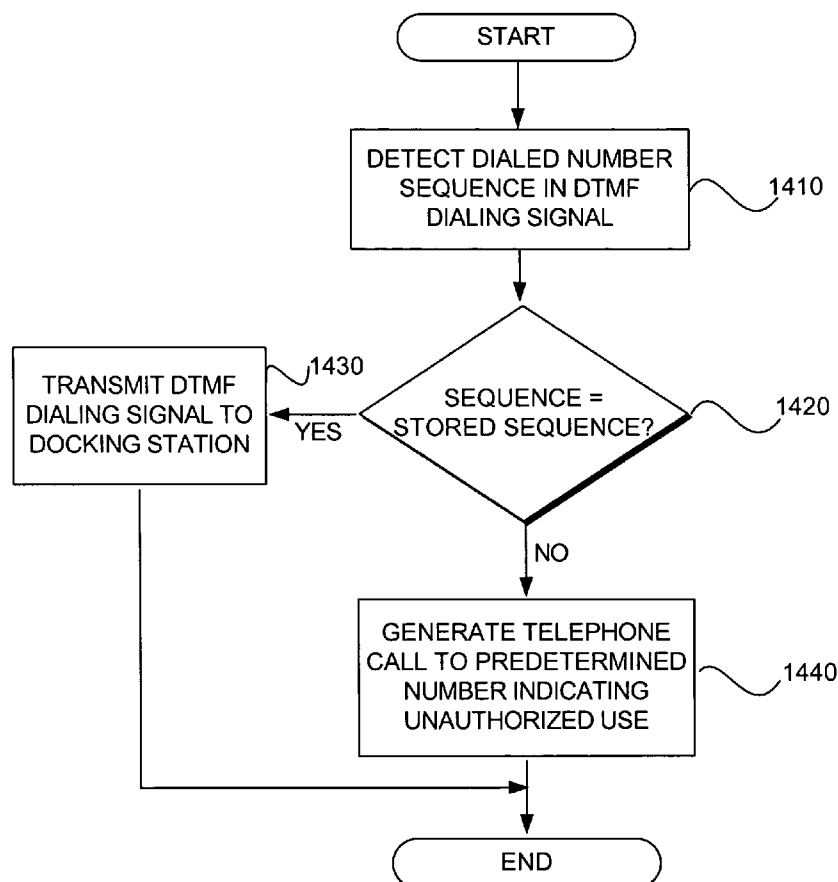 START
DETECT DIALED NUMBER
SEQUENCE IN DTMF
DIALING SIGNAL
1410
SEQUENCE =
STORED SEQUENCE?
1420
YES
TRANSMIT DTMF
DIALING SIGNAL TO
DOCKING STATION
1430
NO
GENERATE TELEPHONE
CALL TO PREDETERMINED
NUMBER INDICATING
UNAUTHORIZED USE
1440
END